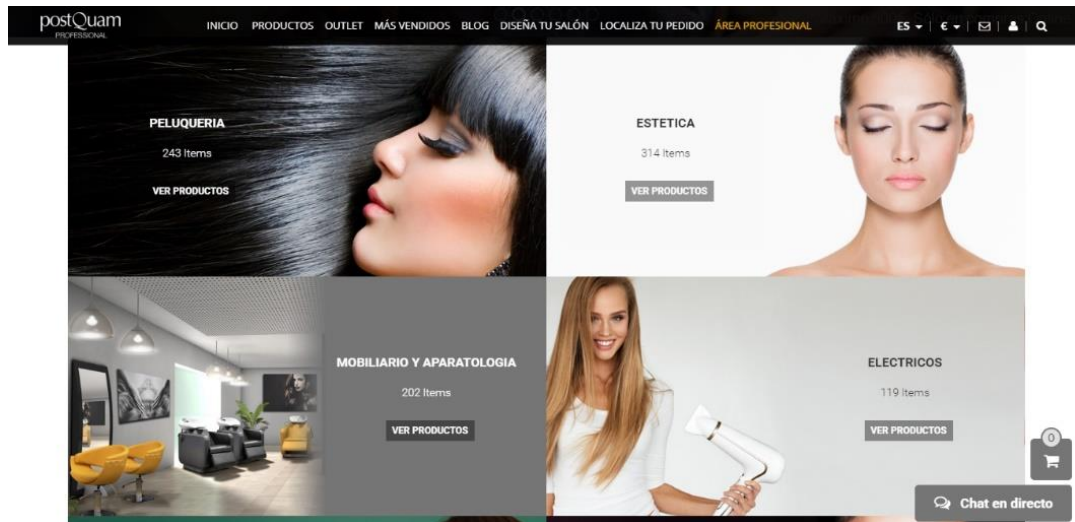 postQuam
PROFESSIONAL
INICIO PRODUCTOS OUTLET MÁS VENDIDOS BLOG DISEÑA TU SALÓN LOCALIZA TU PEDIDO ÁREA PROFESIONAL ES € 
PELUQUERIA
243 Items
VER PRODUCTOS
ESTETICA
314 Items
VER PRODUCTOS
MOBILIARIO Y APARATOLOGIA
202 Items
VER PRODUCTOS
ELECTRICOS
119 Items
VER PRODUCTOS
0
Chat en directo